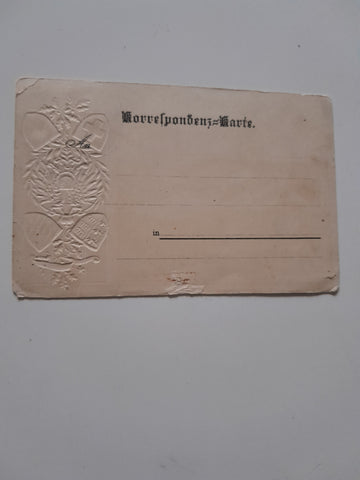 Korrespondenz-Karte.
An
in